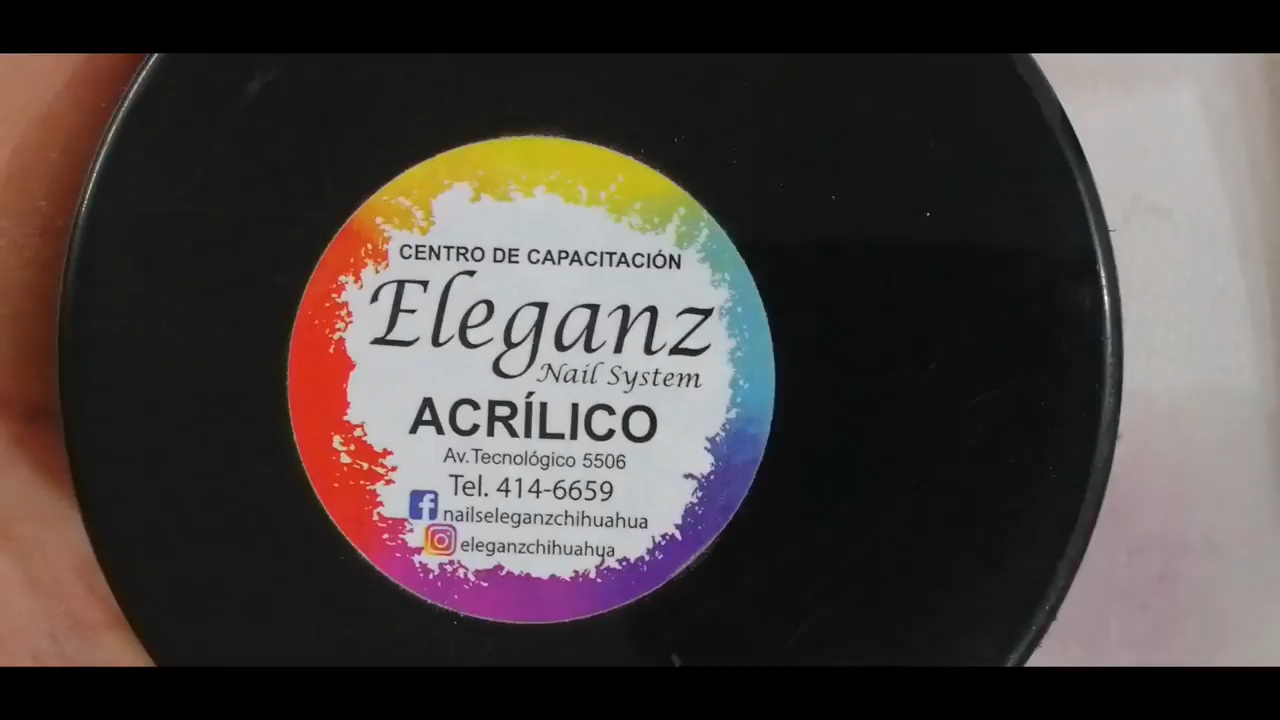 CENTRO DE CAPACITACIÓN
Eleganz
Nail System
ACRÍLICO
Av.Tecnológico 5506
Tel. 414-6659
nailseleganzchihuahua
eleganzchihuahua